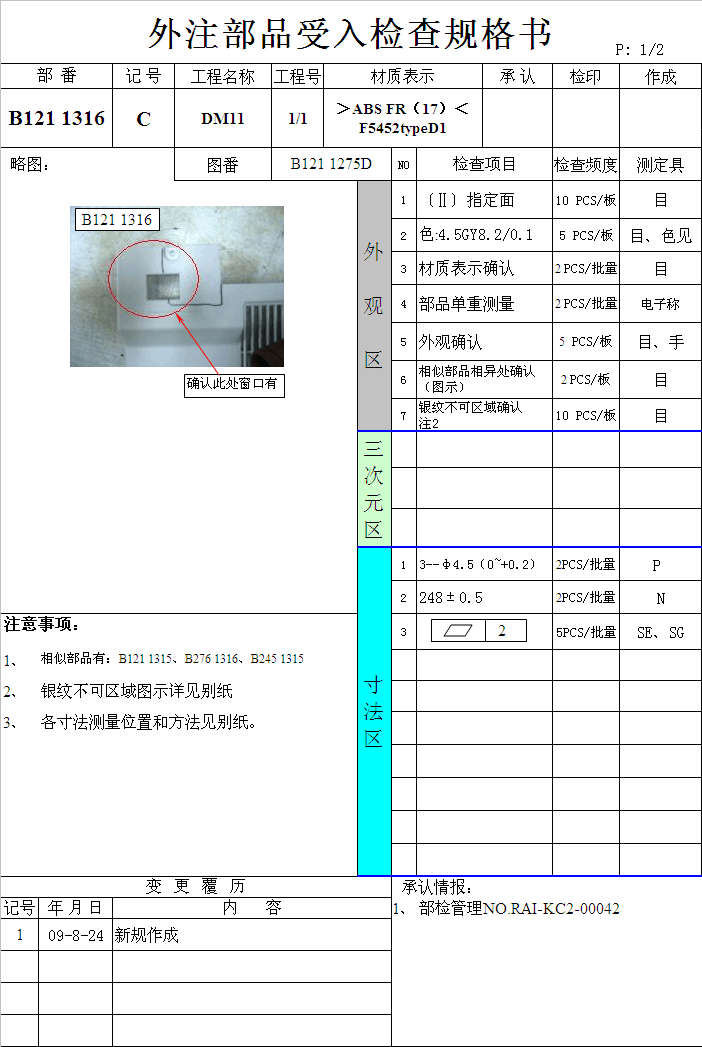 外注部品受入检查规格书
P: 1/2
部 番 记 号 工程名称 工程号 材质表示 承 认 检印 作成
B121 1316 C DM11 1/1 ＞ABS FR（17）＜
F5452typeD1
略图: 图番 B121 1275D NO 检查项目 检查频度 测定具
B121 1316
确认此处窗口有
外观区
1 （Ⅱ）指定面 10 PCS/板 目
2 色:4.5GY8.2/0.1 5 PCS/板 目、色见
3 材质表示确认 2 PCS/批量 目
4 部品单重测量 2 PCS/批量 电子称
5 外观确认 5 PCS/板 目、手
6 相似部品相异处确认
（图示） 2 PCS/板 目
7 银纹不可区域确认
注2 10 PCS/板 目
三次元区
寸法区
1 3--φ4.5（0~+0.2） 2PCS/批量 P
2 248±0.5 2PCS/批量 N
3 2 5PCS/批量 SE、SG
注意事项:
1、 相似部品有: B121 1315、B276 1316、B245 1315
2、 银纹不可区域图示详见别纸
3、 各寸法测量位置和方法见别纸。
变 更 履 历
记号 年 月 日 内 容
1 09-8-24 新规作成
承认情报:
1、 部检管理NO.RAI-KC2-00042